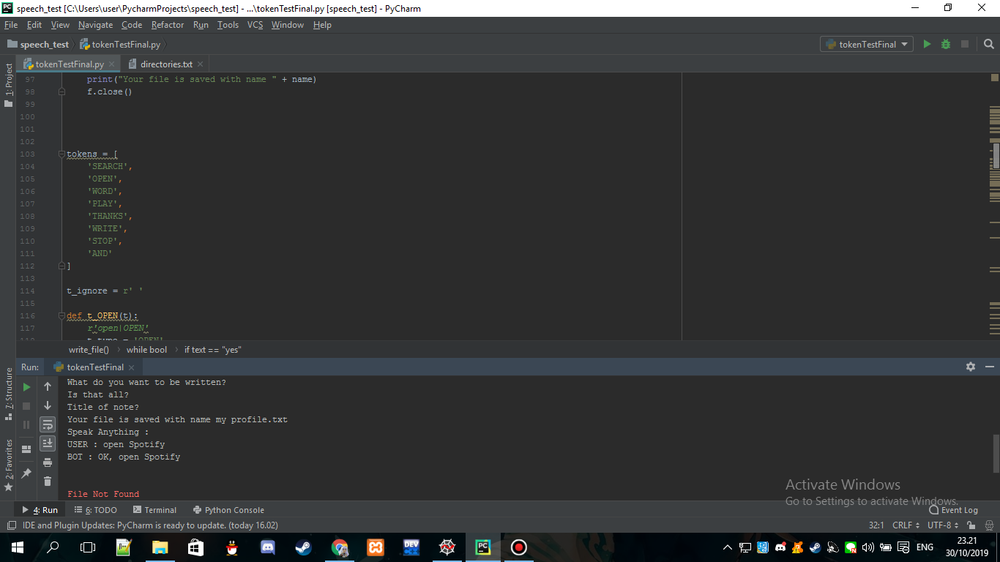 speech_test [C:\Users\user\PycharmProjects\speech_test] - ...\tokenTestFinal.py [speech_test] - PyCharm
File Edit View Navigate Code Refactor Run Tools VCS Window Help
speech_test tokenTestFinal.py tokenTestFinal
tokenTestFinal.py directories.txt
1: Project
97 print("Your file is saved with name " + name)
98 f.close()
99
100
101
102
103 tokens = [
104 'SEARCH',
105 'OPEN',
106 'WORD',
107 'PLAY',
108 'THANKS',
109 'WRITE',
110 'STOP',
111 'AND'
112 ]
113
114 t_ignore = r' '
115
116 def t_OPEN(t):
117 r'open|OPEN'
118 t.type = 'OPEN'
write_file() while bool if text == "yes"
Run: tokenTestFinal
7: Structure
2: Favorites
What do you want to be written?
Is that all?
Title of note?
Your file is saved with name my profile.txt
Speak Anything :
USER : open Spotify
BOT : OK, open Spotify
File Not Found
Activate Windows
Go to Settings to activate Windows.
4: Run 6: TODO Terminal Python Console Event Log
IDE and Plugin Updates: PyCharm is ready to update. (today 16.02) 32:1 CRLF UTF-8
DEV
PC
ENG
23.21
30/10/2019